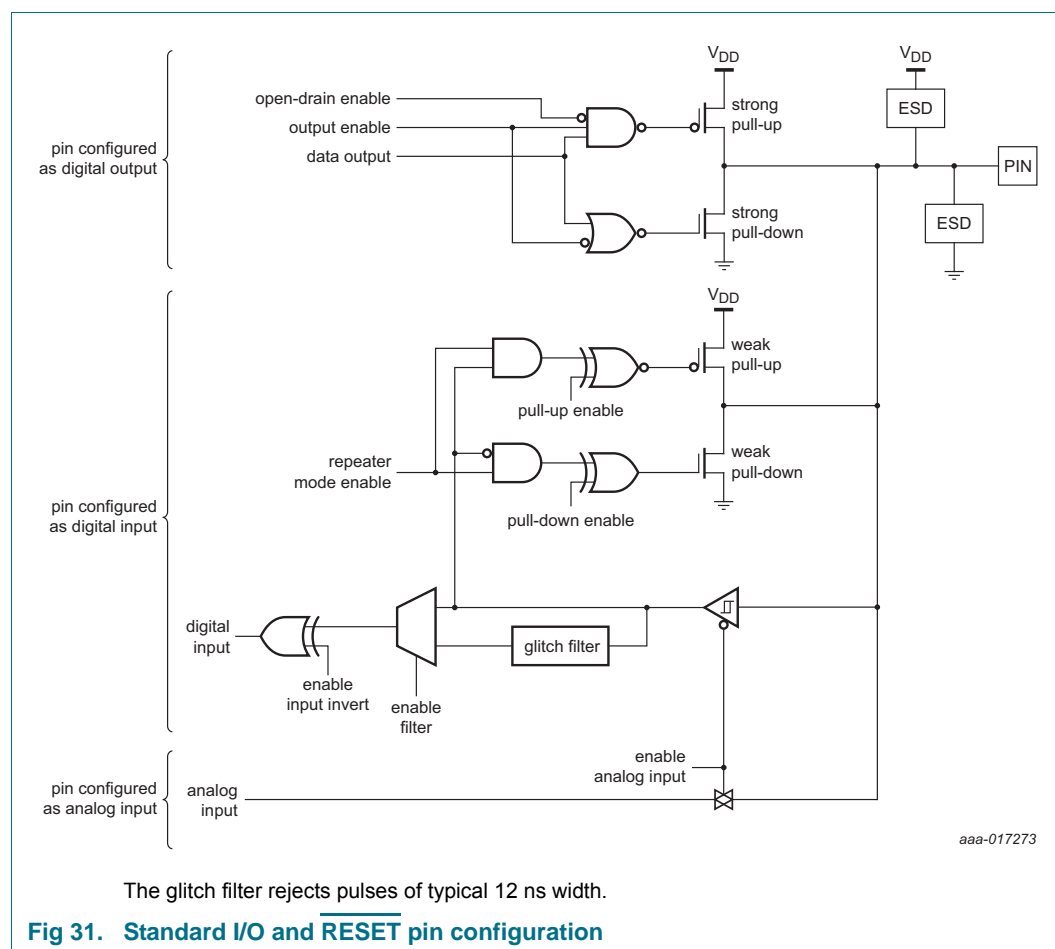 VDD
VDD
open-drain enable
strong
pull-up
ESD
output enable
pin configured
as digital output
data output
PIN
strong
pull-down
ESD
VDD
weak
pull-up
pull-up enable
repeater
mode enable
weak
pull-down
pin configured
as digital input
pull-down enable
digital
input
glitch filter
enable
input invert
enable
filter
enable
analog input
pin configured
as analog input
analog
input
aaa-017273
The glitch filter rejects pulses of typical 12 ns width.
Fig 31. Standard I/O and RESET pin configuration